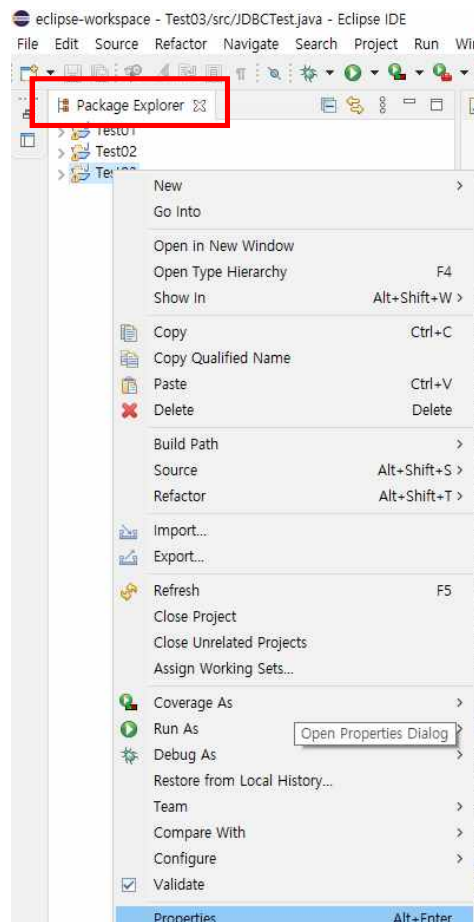 eclipse-workspace - Test03/src/JDBCTest.java - Eclipse IDE
File Edit Source Refactor Navigate Search Project Run
Package Explorer
Test01
Test02
New
Go Into
Open in New Window
Open Type Hierarchy F4
Show In Alt+Shift+W >
Copy Ctrl+C
Copy Qualified Name
Paste Ctrl+V
Delete Delete
Build Path >
Source Alt+Shift+S >
Refactor Alt+Shift+T >
Import...
Export...
Refresh F5
Close Project
Close Unrelated Projects
Assign Working Sets...
Coverage As >
Run As Open Properties Dialog
Debug As >
Restore from Local History...
Team >
Compare With >
Configure >
Validate
Properties Alt+Enter